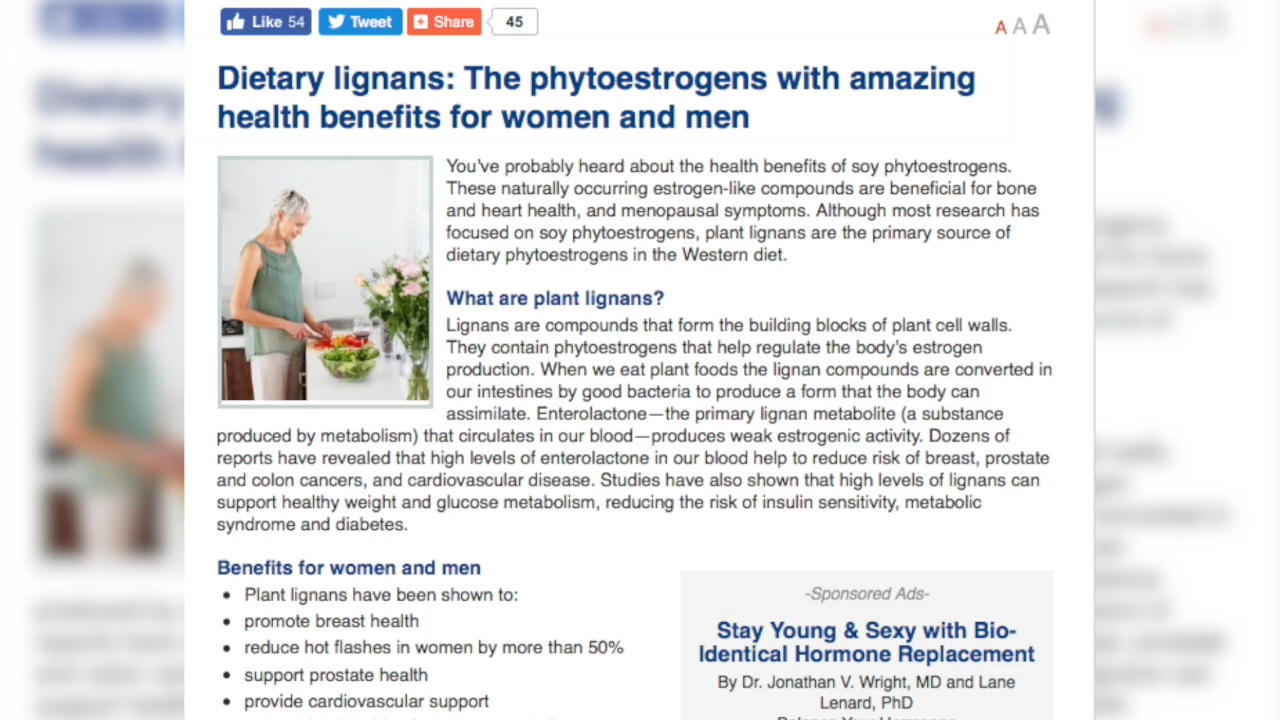 Like 54 Tweet Share 45 A A A
Dietary lignans: The phytoestrogens with amazing
health benefits for women and men
You've probably heard about the health benefits of soy phytoestrogens.
These naturally occurring estrogen-like compounds are beneficial for bone
and heart health, and menopausal symptoms. Although most research has
focused on soy phytoestrogens, plant lignans are the primary source of
dietary phytoestrogens in the Western diet.
What are plant lignans?
Lignans are compounds that form the building blocks of plant cell walls.
They contain phytoestrogens that help regulate the body's estrogen
production. When we eat plant foods the lignan compounds are converted in
our intestines by good bacteria to produce a form that the body can
assimilate. Enterolactone—the primary lignan metabolite (a substance
produced by metabolism) that circulates in our blood—produces weak estrogenic activity. Dozens of
reports have revealed that high levels of enterolactone in our blood help to reduce risk of breast, prostate
and colon cancers, and cardiovascular disease. Studies have also shown that high levels of lignans can
support healthy weight and glucose metabolism, reducing the risk of insulin sensitivity, metabolic
syndrome and diabetes.
Benefits for women and men
• Plant lignans have been shown to:
• promote breast health
• reduce hot flashes in women by more than 50%
• support prostate health
• provide cardiovascular support
-Sponsored Ads-
Stay Young & Sexy with Bio-
Identical Hormone Replacement
By Dr. Jonathan V. Wright, MD and Lane
Lenard, PhD